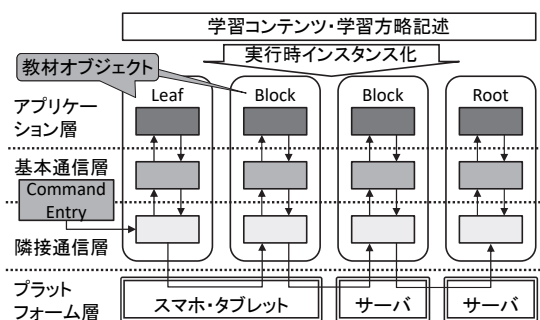 学習コンテンツ・学習方略記述
実行時インスタンス化
教材オブジェクト
Leaf
Block
Block
Root
アプリケー
ション層
基本通信層
Command
Entry
隣接通信層
プラット
フォーム層
スマホ・タブレット
サーバ
サーバ